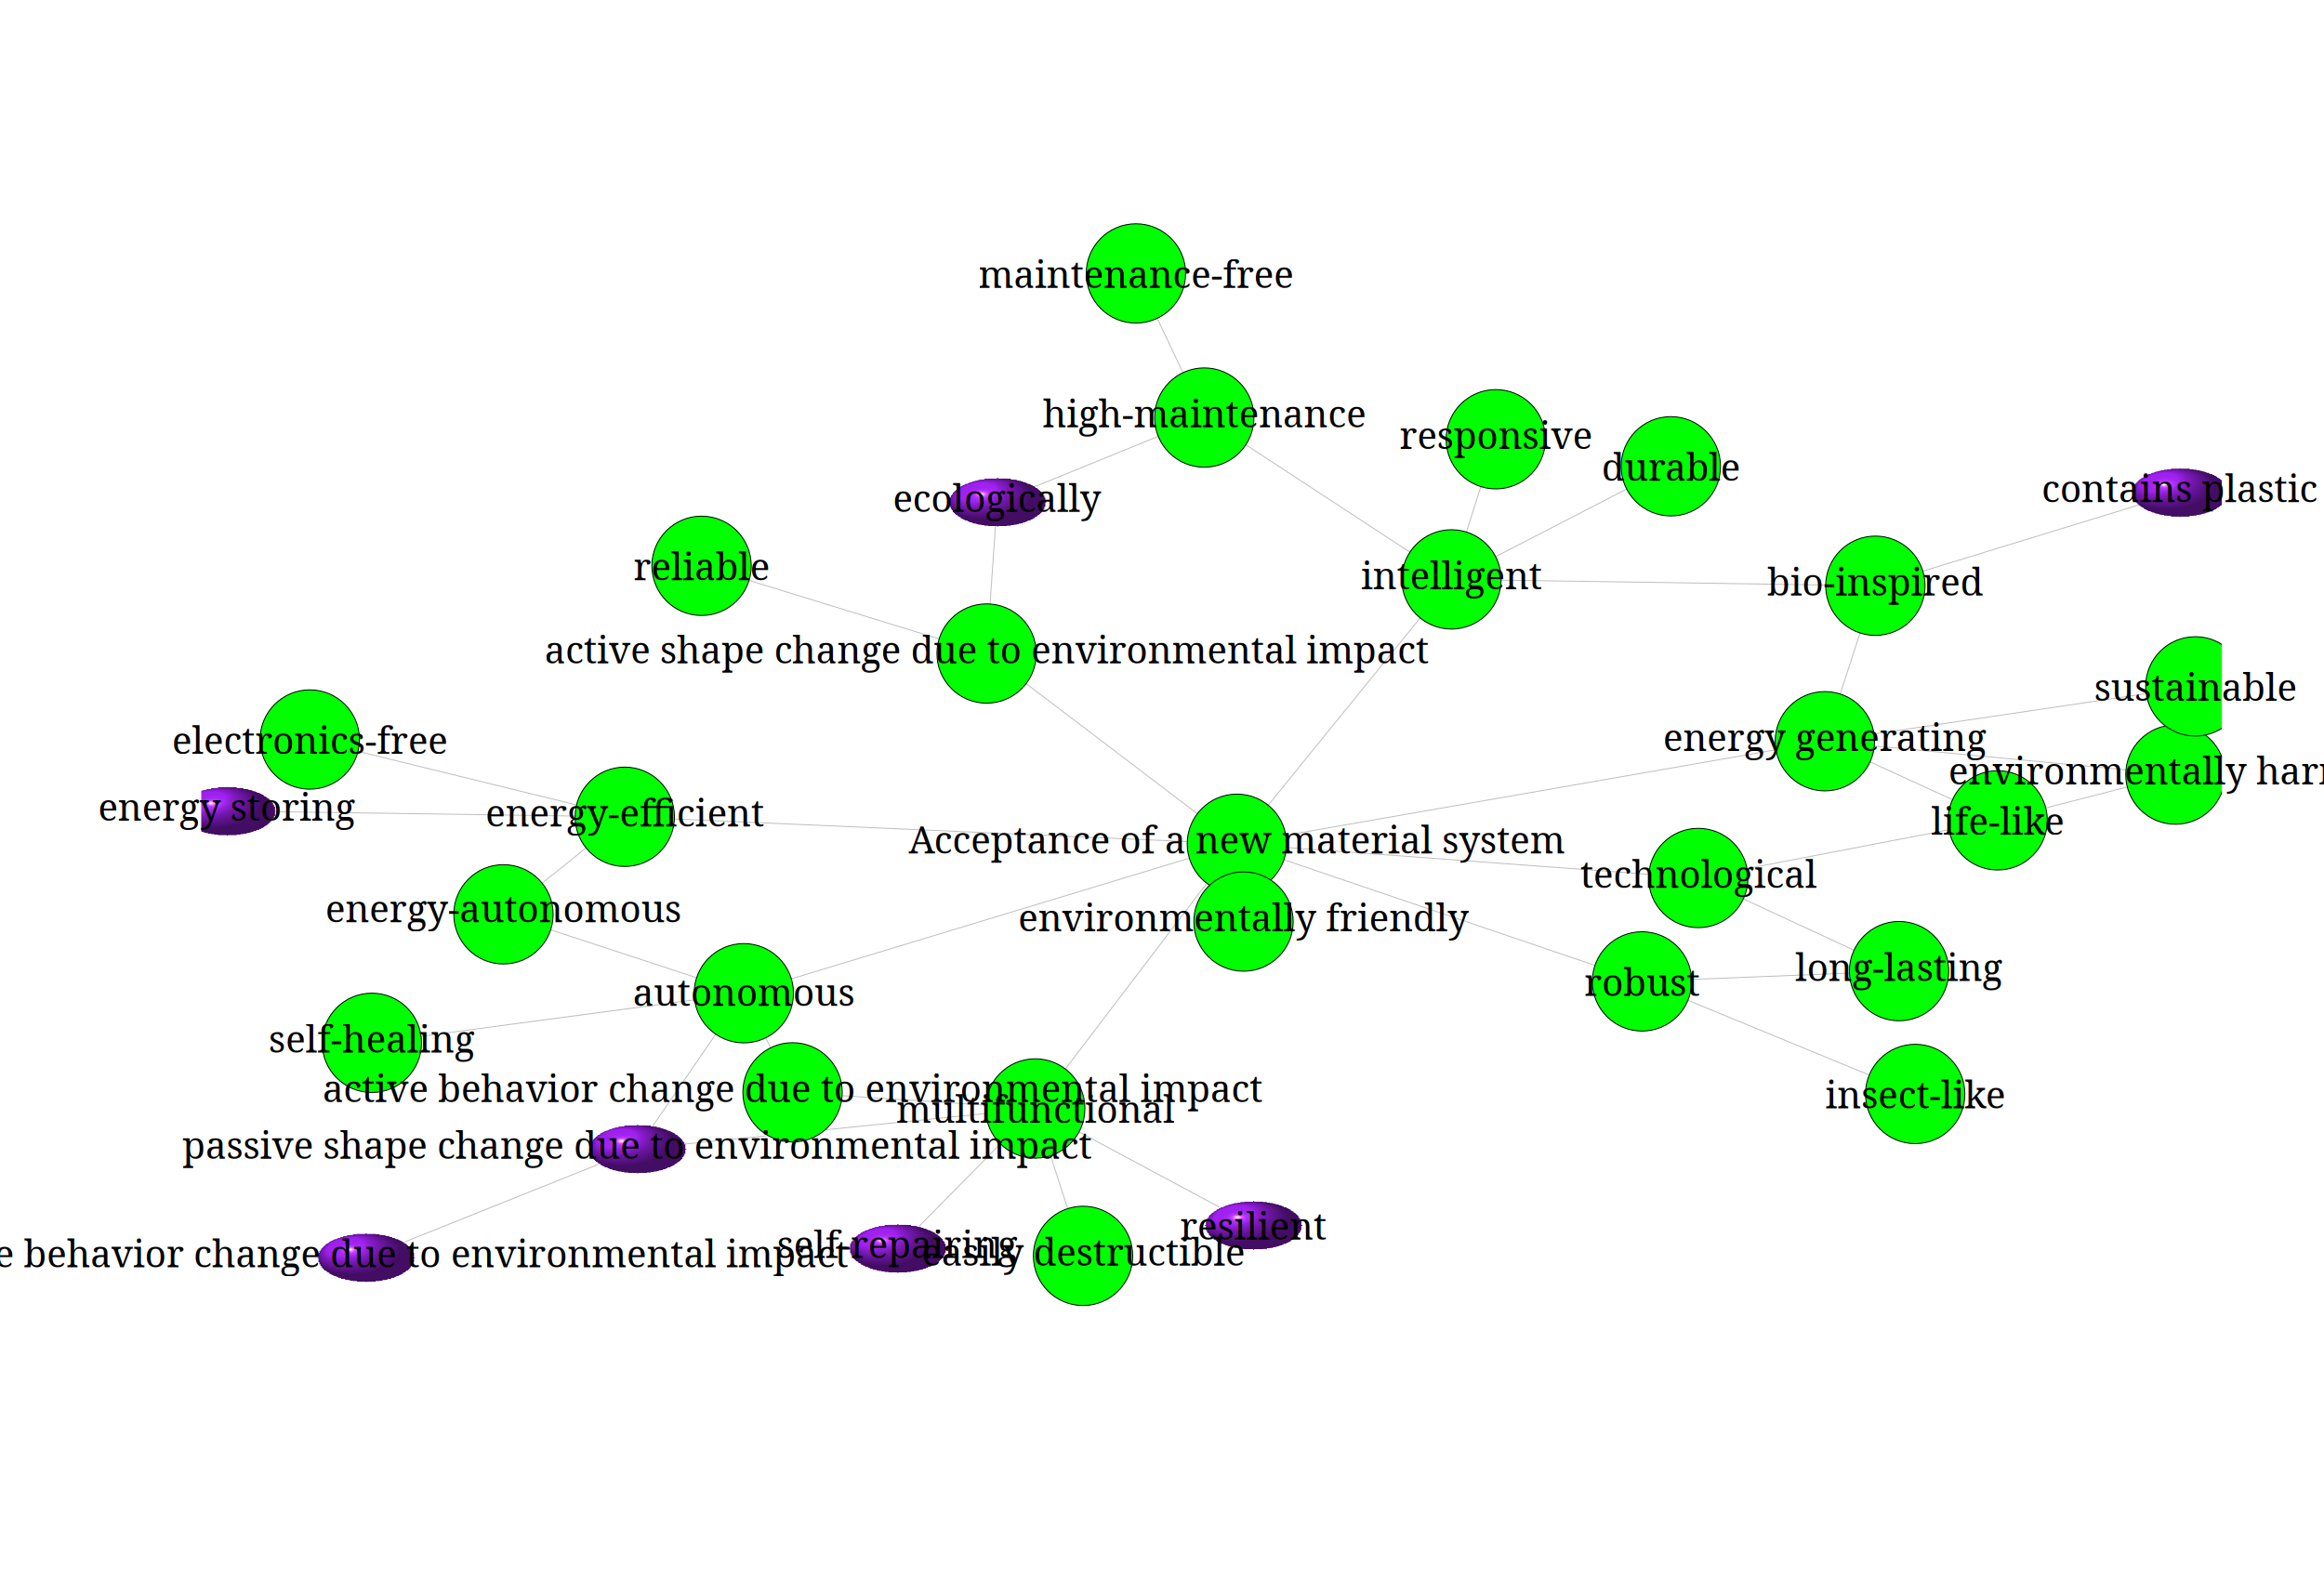 maintenance-free
high-maintenance
responsive
durable
contains plastic
ecologically
reliable
intelligent
bio-inspired
active shape change due to environmental impact
sustainable
electronics-free
energy generating
environmentally harm
energy storing
energy-efficient
life-like
Acceptance of a new material system
technological
energy-autonomous
environmentally friendly
long-lasting
robust
autonomous
self-healing
active behavior change due to environmental impact
insect-like
multifunctional
passive shape change due to environmental impact
resilient
self repairing
easily destructible
behavior change due to environmental impact